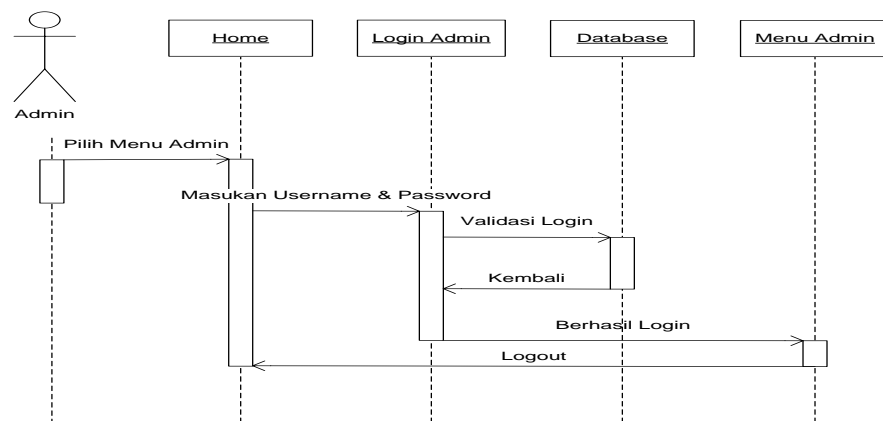 Home
Login Admin
Database
Menu Admin
Admin
Pilih Menu Admin
Masukan Username & Password
Validasi Login
Kembali
Berhasil Login
Logout